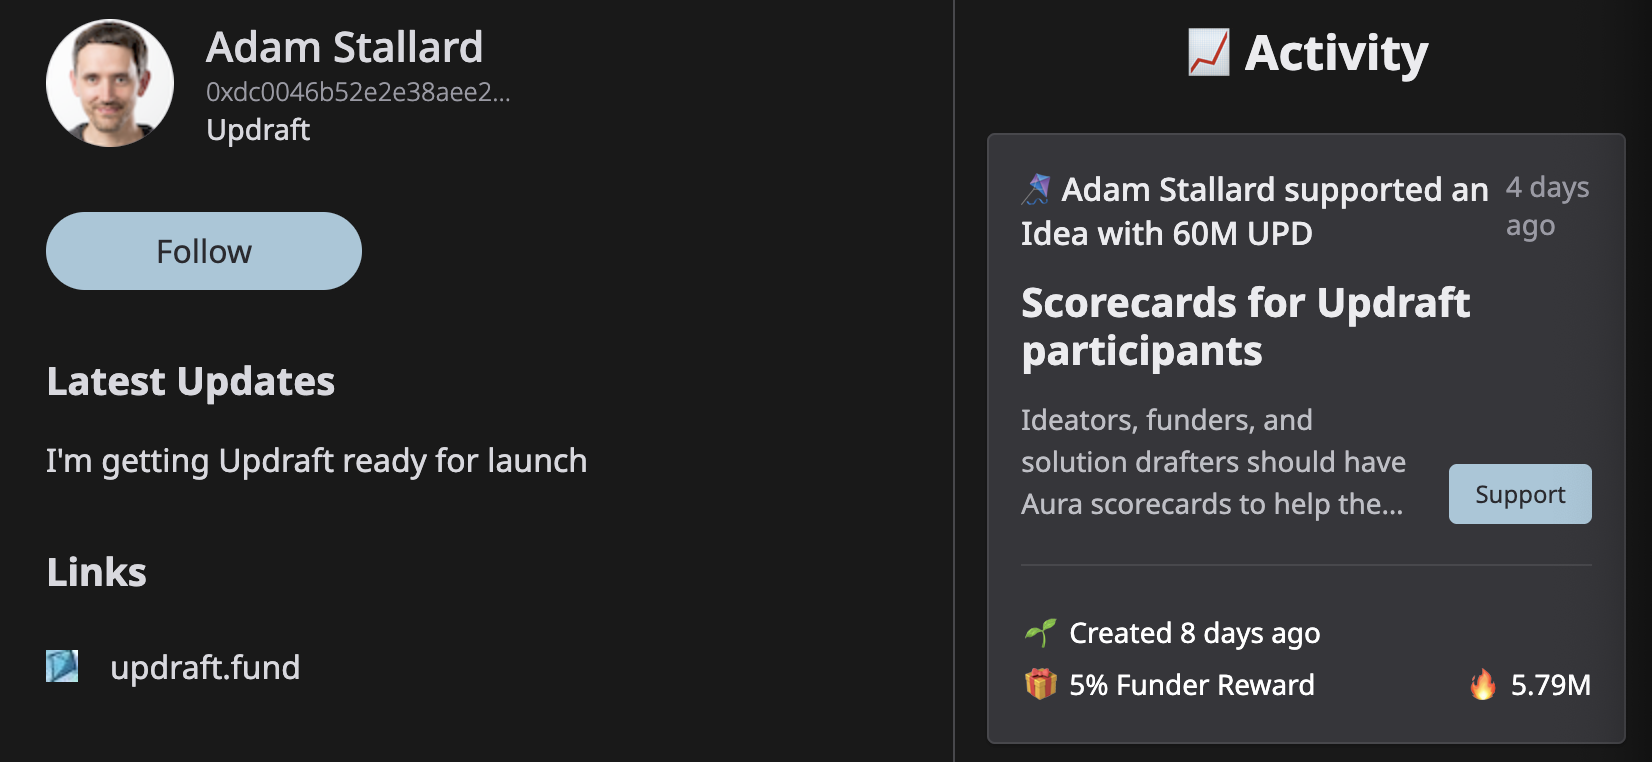 Adam Stallard
0xdc0046b52e2e38aee2...
Updraft
Follow
Latest Updates
I'm getting Updraft ready for launch
Links
updraft.fund
Activity
Adam Stallard supported an
Idea with 60M UPD
4 days
ago
Scorecards for Updraft
participants
Ideators, funders, and
solution drafters should have
Aura scorecards to help the...
Support
Created 8 days ago
5% Funder Reward
5.79M